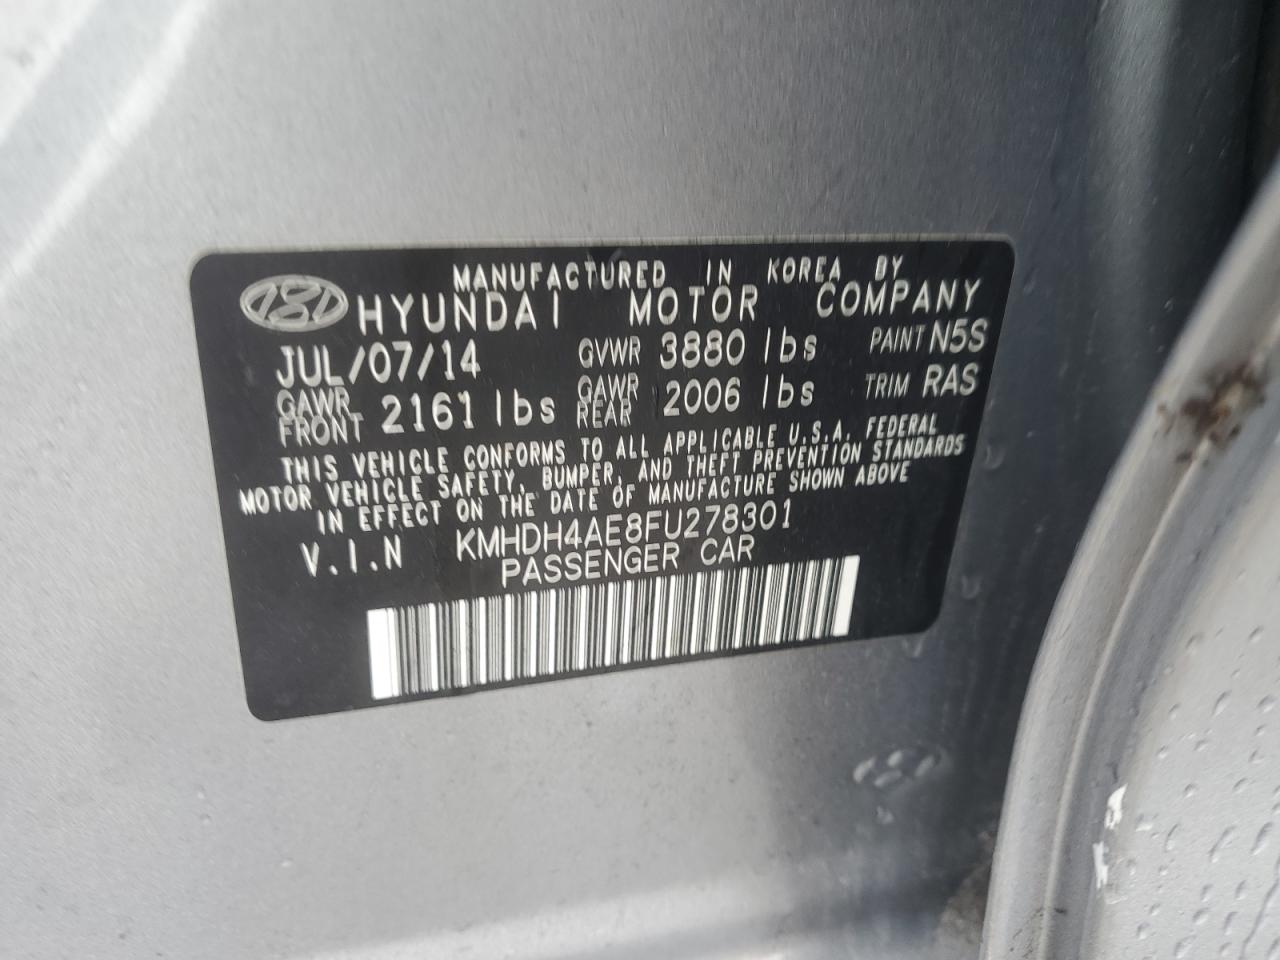 MANUFACTURED IN KOREA BY
HYUNDAI MOTOR COMPANY
JUL/07/14 GVWR 3880 lbs PAINT N5S
GAWR FRONT 2161 lbs GAWR REAR 2006 lbs TRIM RAS
THIS VEHICLE CONFORMS TO ALL APPLICABLE U.S.A. FEDERAL
MOTOR VEHICLE SAFETY, BUMPER, AND THEFT PREVENTION STANDARDS
IN EFFECT ON THE DATE OF MANUFACTURE SHOWN ABOVE
V.I.N KMHDH4AE8FU278301
PASSENGER CAR